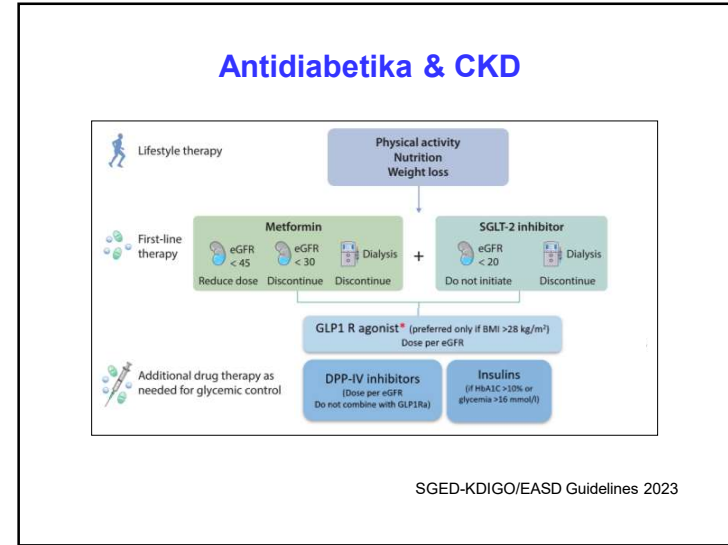 Antidiabetika & CKD
Lifestyle therapy
Physical activity
Nutrition
Weight loss
First-line
therapy
Metformin
eGFR
< 45
Reduce dose
eGFR
< 30
Discontinue
Dialysis
Discontinue
+
SGLT-2 inhibitor
eGFR
< 20
Do not initiate
Dialysis
Discontinue
GLP1 R agonist* (preferred only if BMI >28 kg/m²)
Dose per eGFR
Additional drug therapy as
needed for glycemic control
DPP-IV inhibitors
(Dose per eGFR
Do not combine with GLP1Ra)
Insulins
(if HbA1C >10% or
glycemia >16 mmol/l)
SGED-KDIGO/EASD Guidelines 2023